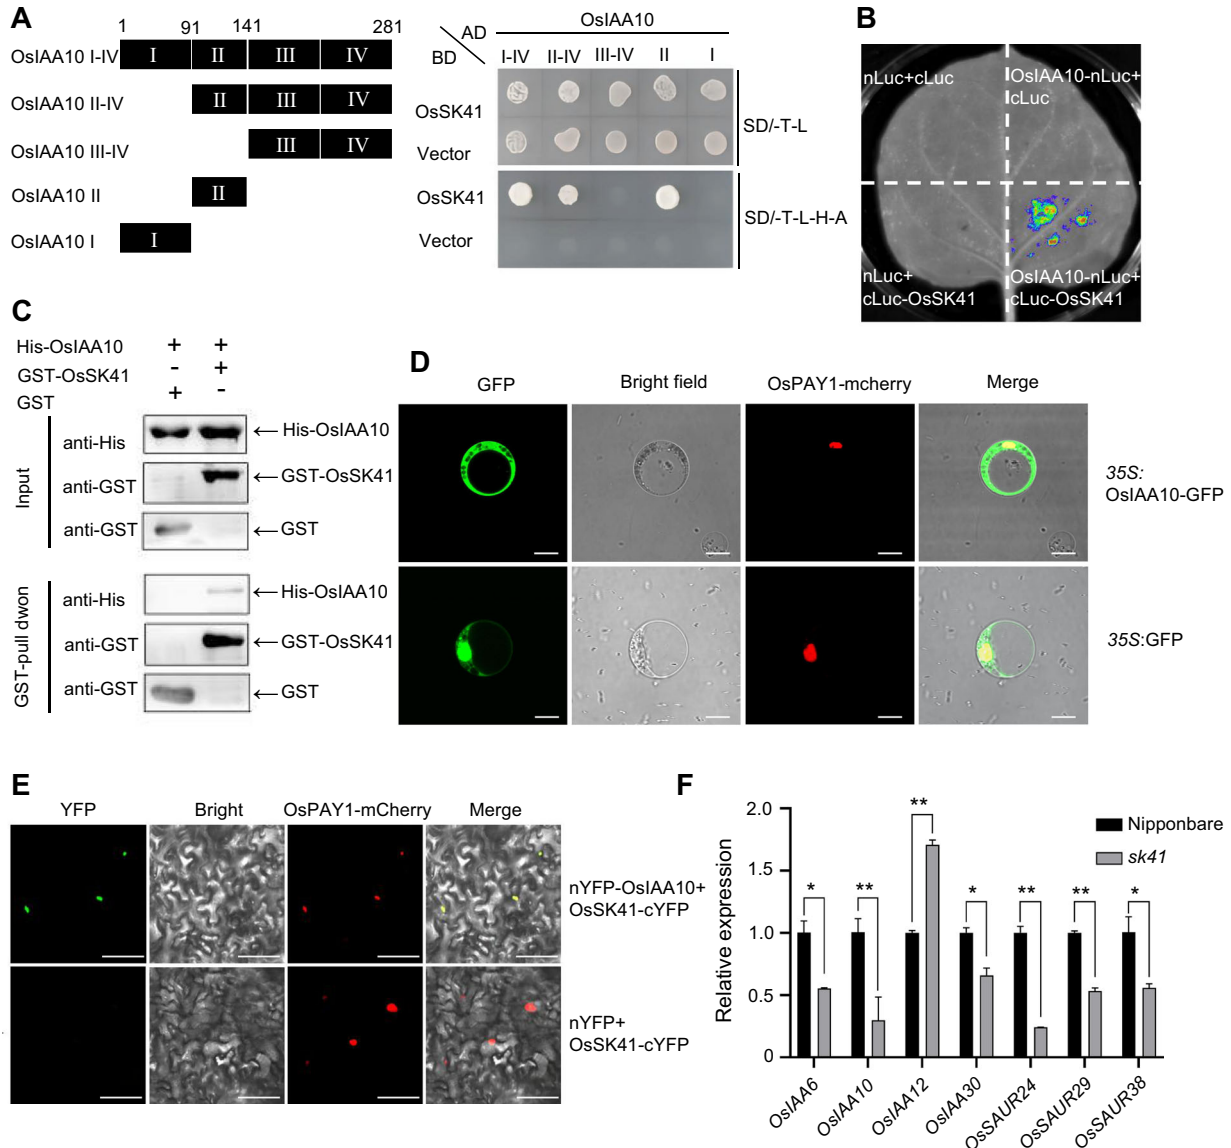 A
1 91 141 281
OsIAA10 I-IV I II III IV
OsIAA10 II-IV II III IV
OsIAA10 III-IV III IV
OsIAA10 II II
OsIAA10 I I
AD OsIAA10
BD I-IV II-IV III-IV II I
OsSK41
Vector
SD/-T-L
OsSK41
Vector
SD/-T-L-H-A
B
nLuc+cLuc
OsIAA10-nLuc+
cLuc
nLuc+
cLuc-OsSK41
OsIAA10-nLuc+
cLuc-OsSK41
C
His-OsIAA10 + +
GST-OsSK41 - +
GST + -
Input
anti-His ←His-OsIAA10
anti-GST ←GST-OsSK41
anti-GST ←GST
GST-pull dwon
anti-His ←His-OsIAA10
anti-GST ←GST-OsSK41
anti-GST ←GST
D
GFP Bright field OsPAY1-mcherry Merge
35S:
OsIAA10-GFP
35S:GFP
E
YFP Bright OsPAY1-mCherry Merge
nYFP-OsIAA10+
OsSK41-cYFP
nYFP+
OsSK41-cYFP
F
Relative expression
2.0
1.5
1.0
0.5
0
Nipponbare
sk41
* ** ** * ** ** *
OsIAA6 OsIAA10 OsIAA12 OsIAA30 OsSAUR24 OsSAUR29 OsSAUR38